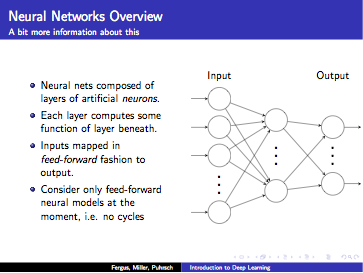 Neural Networks Overview
A bit more information about this
Input
Output
Neural nets composed of
layers of artificial neurons.
Each layer computes some
function of layer beneath.
Inputs mapped in
feed-forward fashion to
output.
Consider only feed-forward
neural models at the
moment, i.e. no cycles
Fergus, Miller, Puhrsch
Introduction to Deep Learning